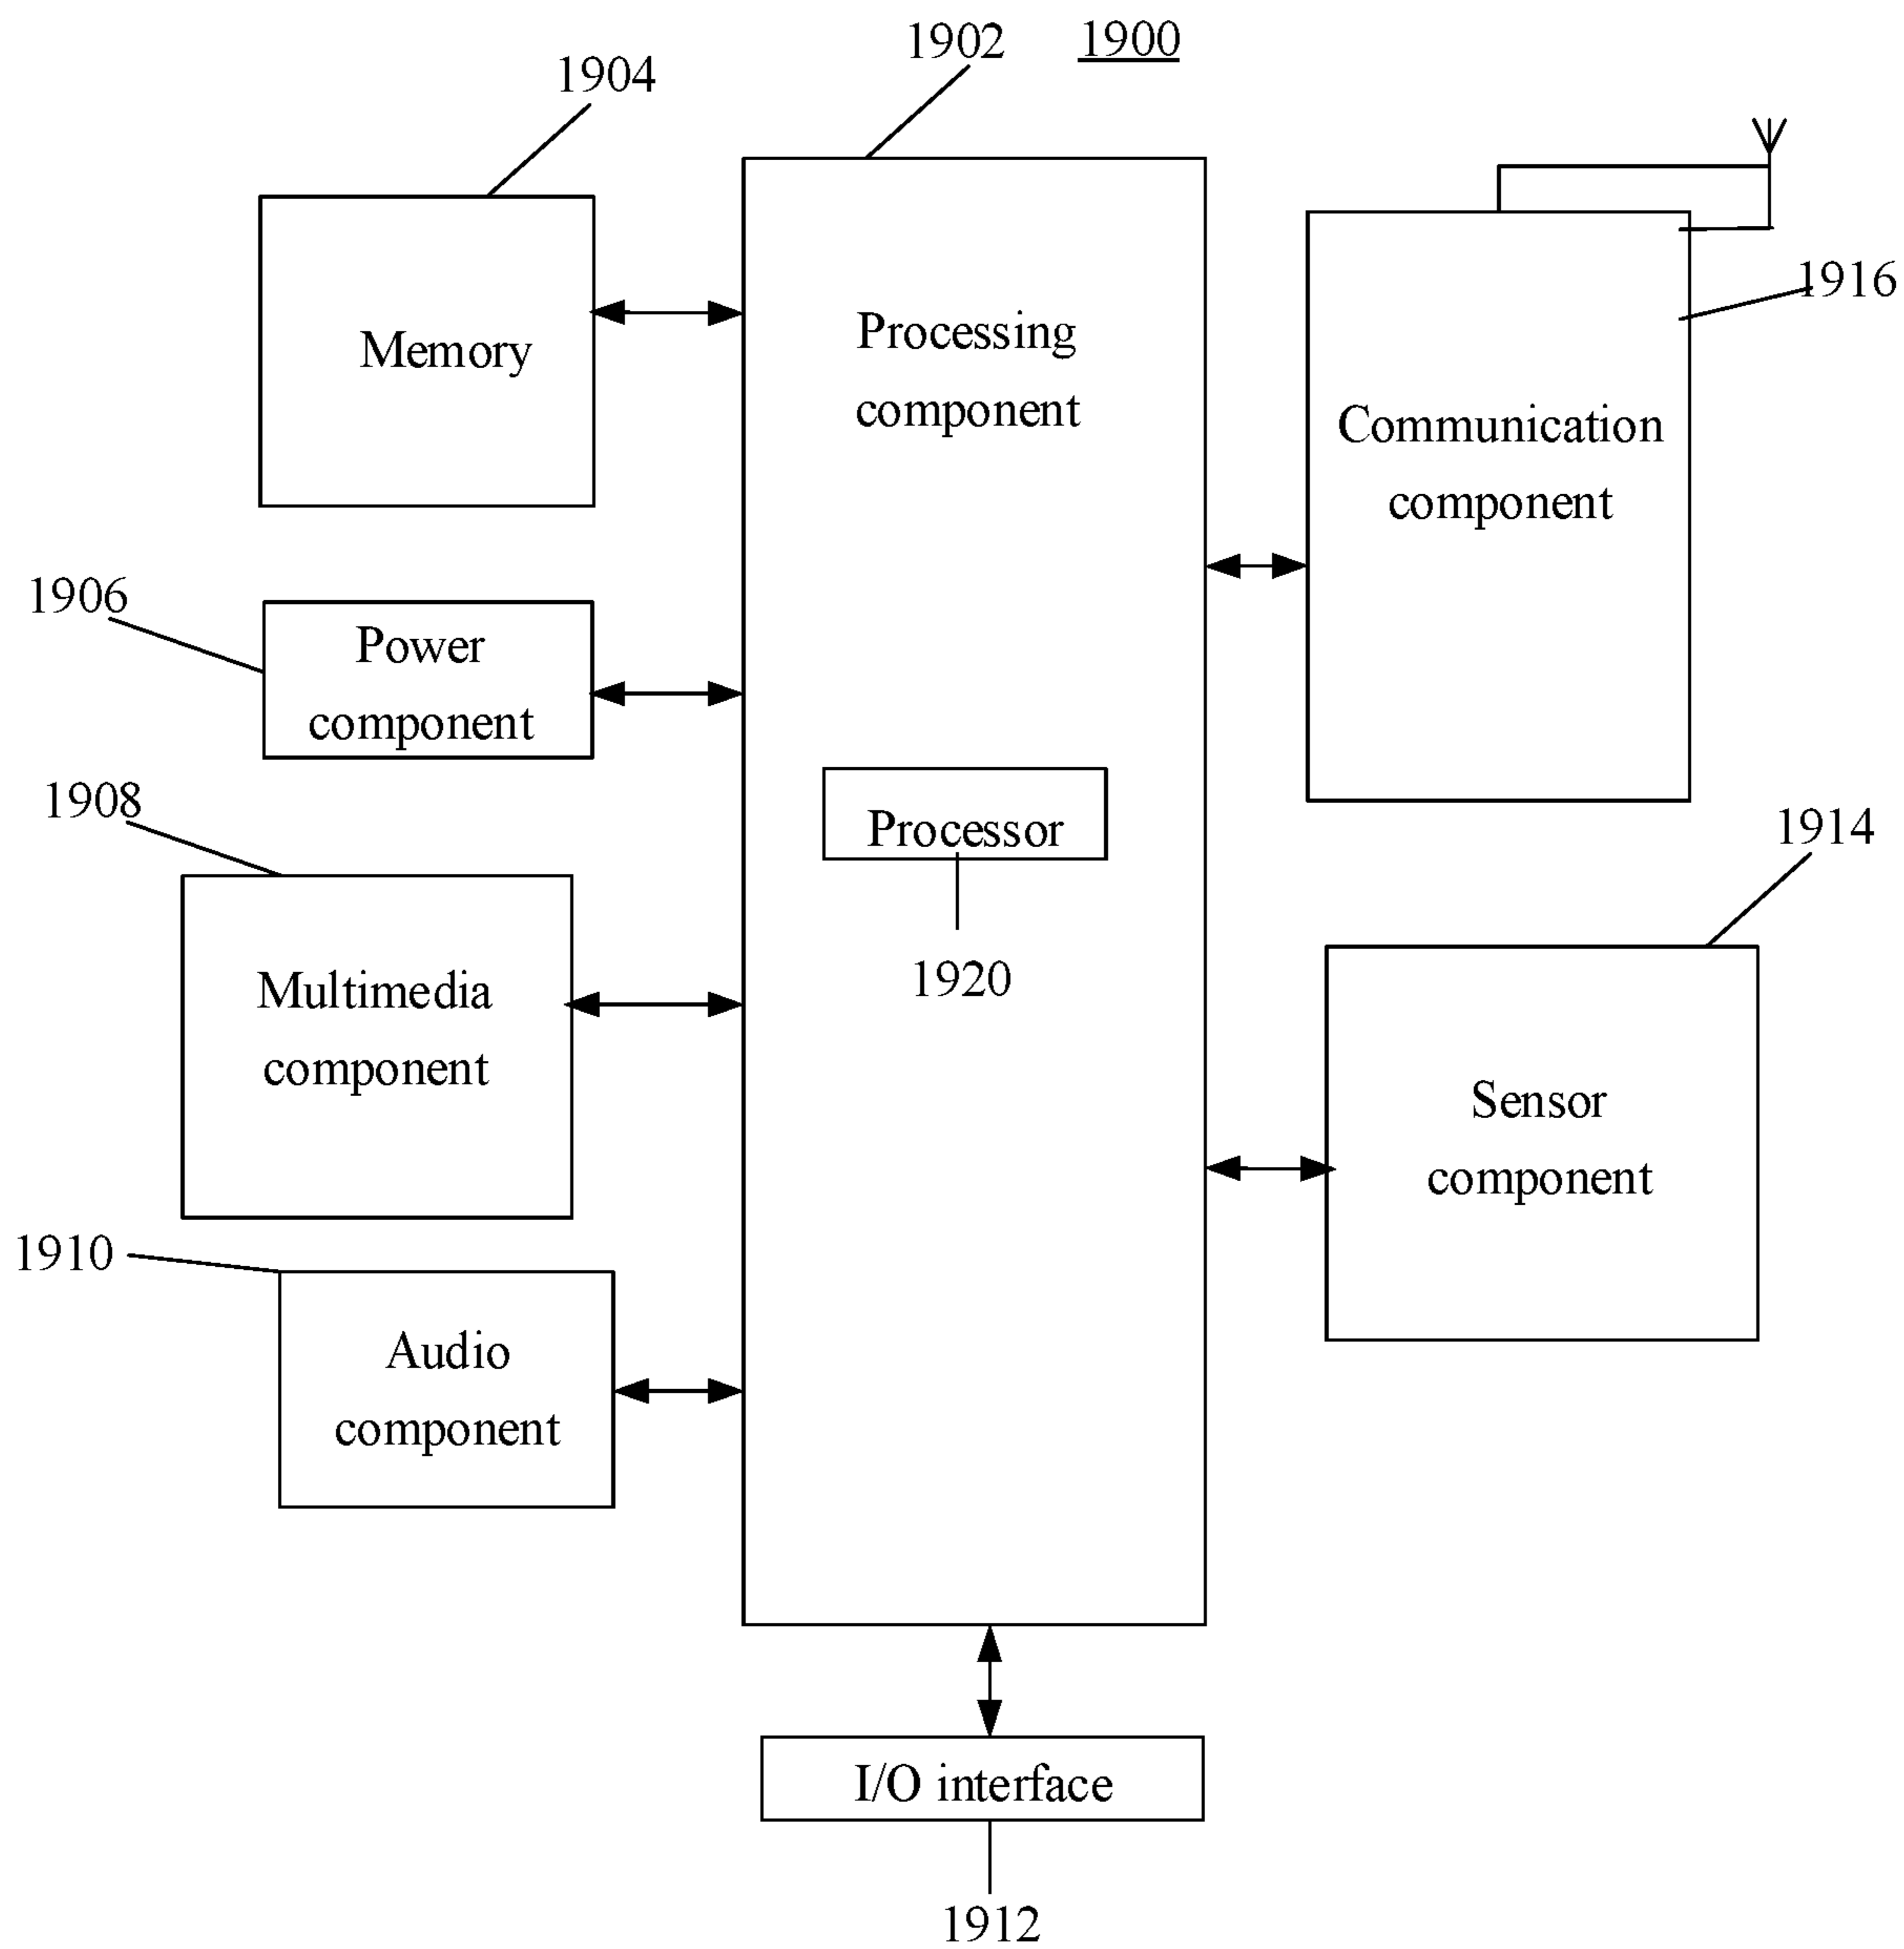 1902
1900
1904
Memory
Processing
component
1916
Communication
component
1906
Power
component
1908
Processor
1914
1920
Multimedia
component
Sensor
component
1910
Audio
component
I/O interface
1912